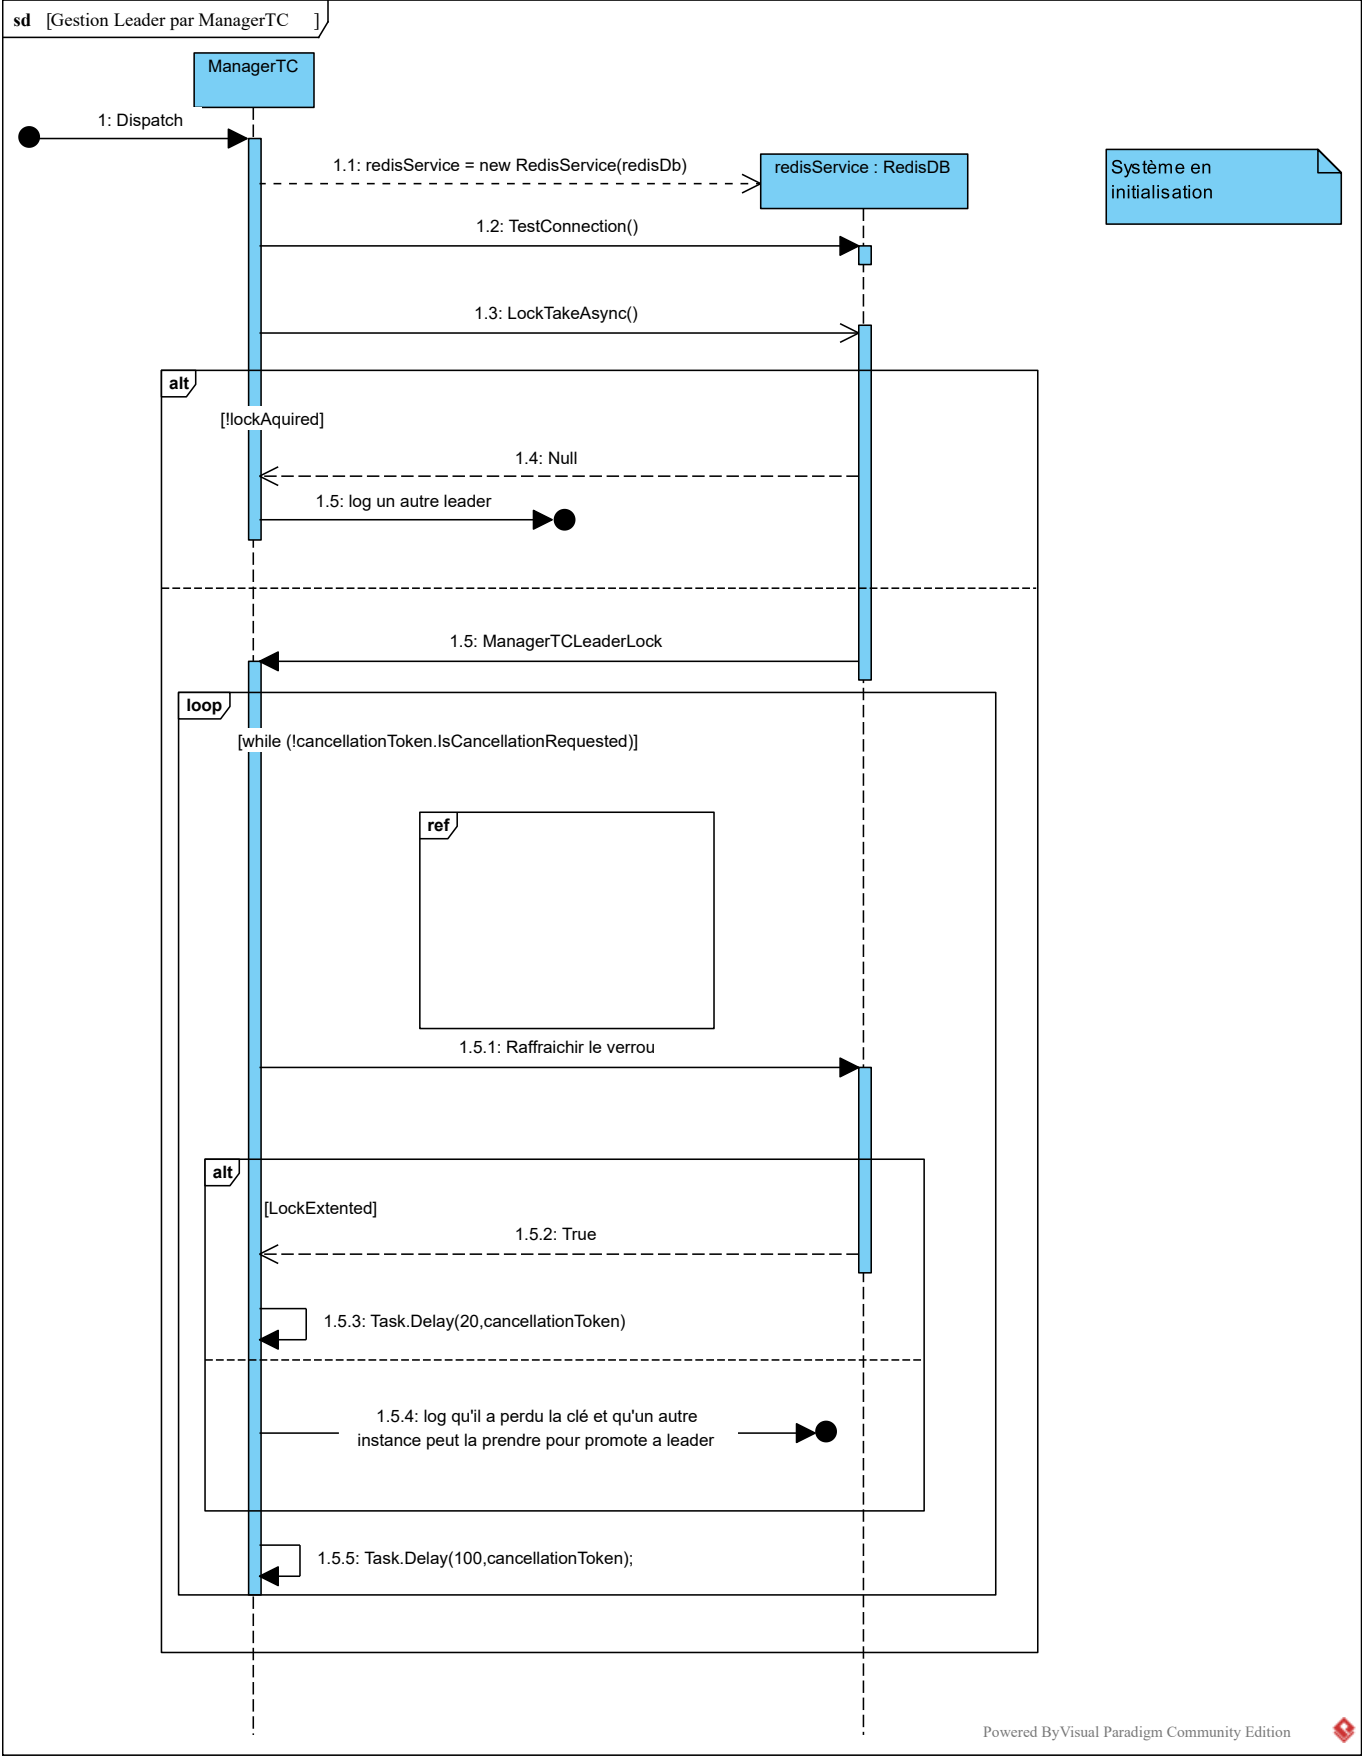 sd [Gestion Leader par ManagerTC ]
ManagerTC
1: Dispatch
1.1: redisService = new RedisService(redisDb)
redisService : RedisDB
Système en
initialisation
1.2: TestConnection()
1.3: LockTakeAsync()
alt
[!lockAquired]
1.4: Null
1.5: log un autre leader
1.5: ManagerTCLeaderLock
loop
[while (!cancellationToken.IsCancellationRequested)]
ref
1.5.1: Raffraichir le verrou
alt
[LockExtented]
1.5.2: True
1.5.3: Task.Delay(20,cancellationToken)
1.5.4: log qu'il a perdu la clé et qu'un autre
instance peut la prendre pour promote a leader
1.5.5: Task.Delay(100,cancellationToken);
Powered ByVisual Paradigm Community Edition